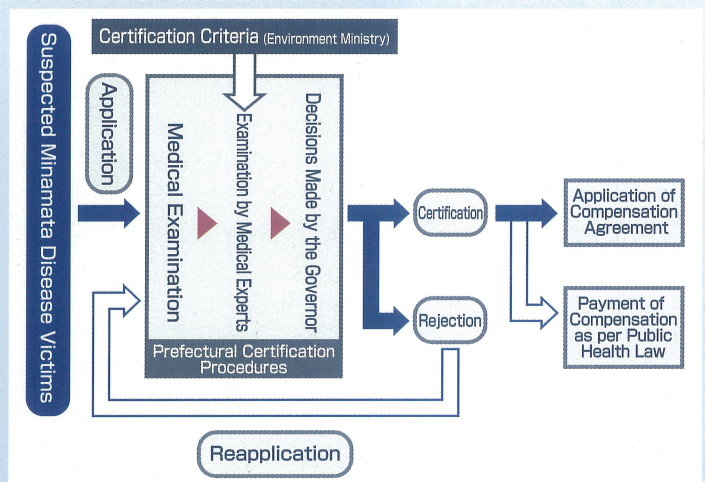 Certification Criteria (Environment Ministry)
Suspected Minamata Disease Victims
Application
Medical Examination
Examination by Medical Experts
Decisions Made by the Governor
Prefectural Certification
Procedures
Certification
Rejection
Application of
Compensation
Agreement
Payment of
Compensation
as per Public
Health Law
Reapplication